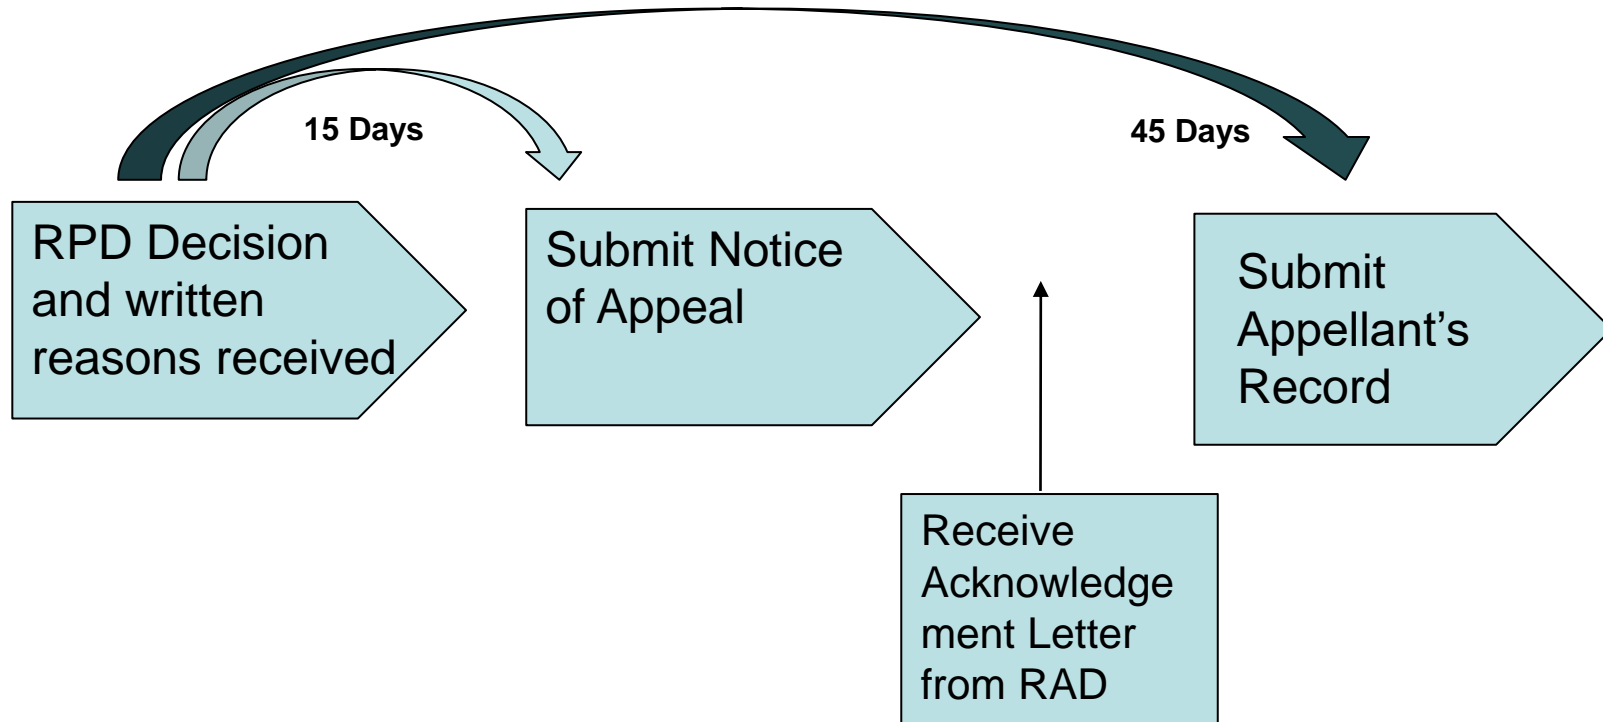 15 Days
45 Days
RPD Decision
and written
reasons received
Submit Notice
of Appeal
Submit
Appellant’s
Record
Receive
Acknowledge
ment Letter
from RAD